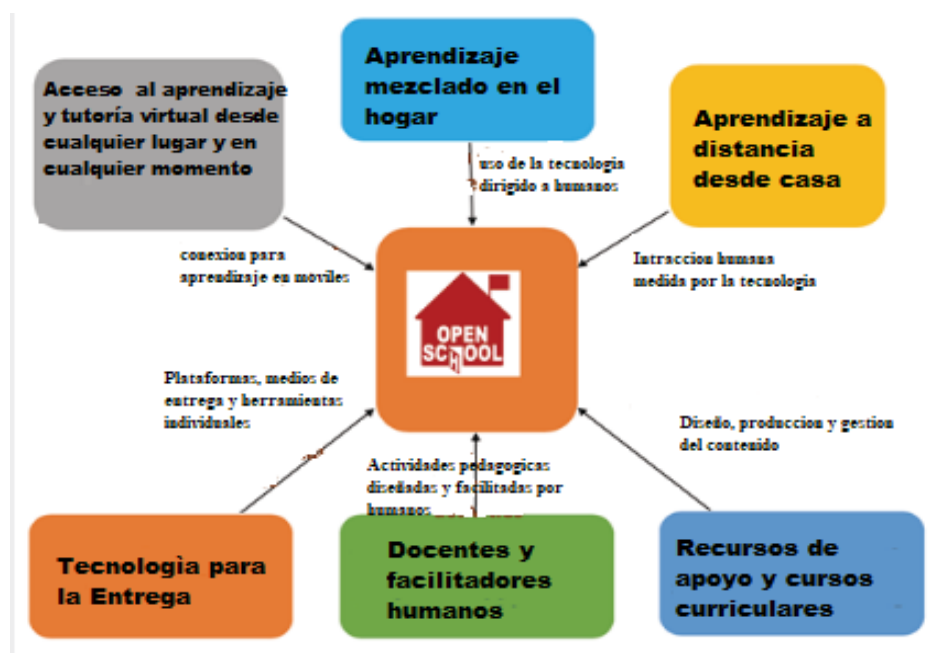 Aprendizaje
mezclado en el
hogar
Acceso al aprendizaje
y tutoría virtual desde
cualquier lugar y en
cualquier momento
Aprendizaje a
distancia
desde casa
uso de la tecnologia
dirigido a humanos
conexion para
aprendizaje en moviles
Intraccion humana
medida por la tecnologia
OPEN
SCHOOL
Plataformas, medios de
entrega y herramientas
individuales
Actividades pedagogicas
diseñadas y facilitadas por
humanos
Diseño, produccion y gestion
del contenido
Tecnologìa para
la Entrega
Docentes y
facilitadores
humanos
Recursos de
apoyo y cursos
curriculares